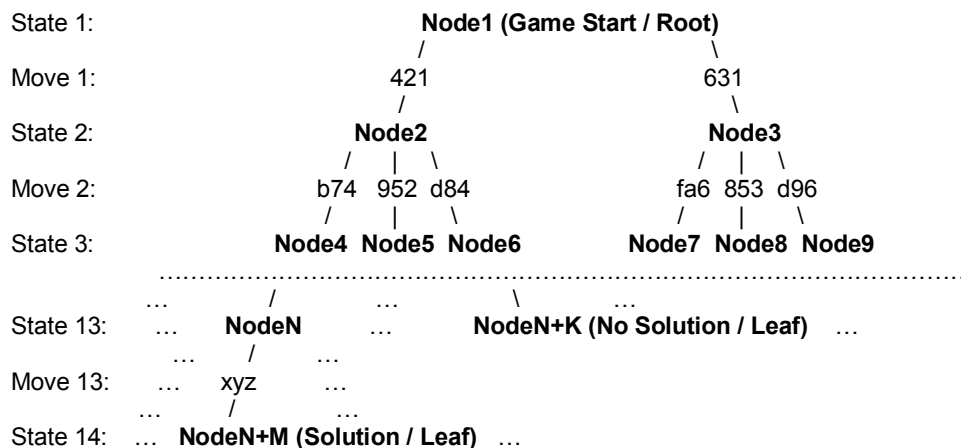 State 1: Node1 (Game Start / Root)
/ \
Move 1: 421 631
/ \
State 2: Node2 Node3
/ | \ / | \
Move 2: b74 952 d84 fa6 853 d96
/ | \ / | \
State 3: Node4 Node5 Node6 Node7 Node8 Node9
…………………………………………………………………………………………
… / … \ …
State 13: … NodeN … NodeN+K (No Solution / Leaf) …
… / …
Move 13: … xyz …
… / …
State 14: … NodeN+M (Solution / Leaf) …